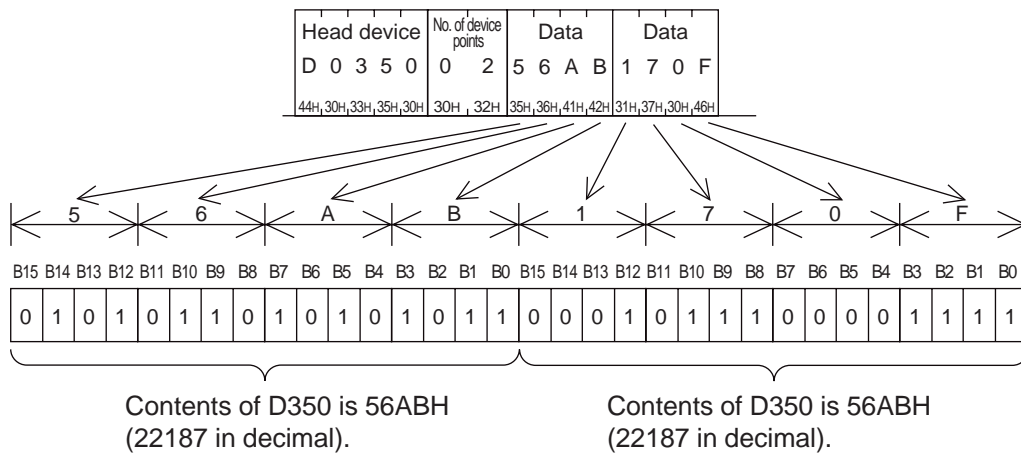 Head device No. of device points Data Data
D 0 3 5 0 0 2 5 6 A B 1 7 0 F
44H 30H 33H 35H 30H 30H 32H 35H 36H 41H 42H 31H 37H 30H 46H
5 6 A B 1 7 0 F
B15 B14 B13 B12 B11 B10 B9 B8 B7 B6 B5 B4 B3 B2 B1 B0 B15 B14 B13 B12 B11 B10 B9 B8 B7 B6 B5 B4 B3 B2 B1 B0
0 1 0 1 0 1 1 0 1 0 1 0 1 0 1 1 0 0 0 1 0 1 1 1 0 0 0 0 1 1 1 1
Contents of D350 is 56ABH
(22187 in decimal).
Contents of D350 is 56ABH
(22187 in decimal).